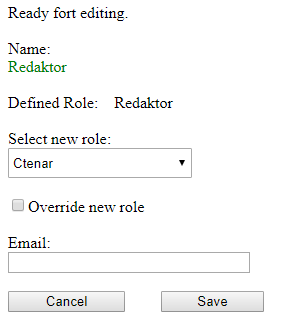 Ready fort editing.
Name:
Redaktor
Defined Role: Redaktor
Select new role:
Ctenar
Override new role
Email:
Cancel Save